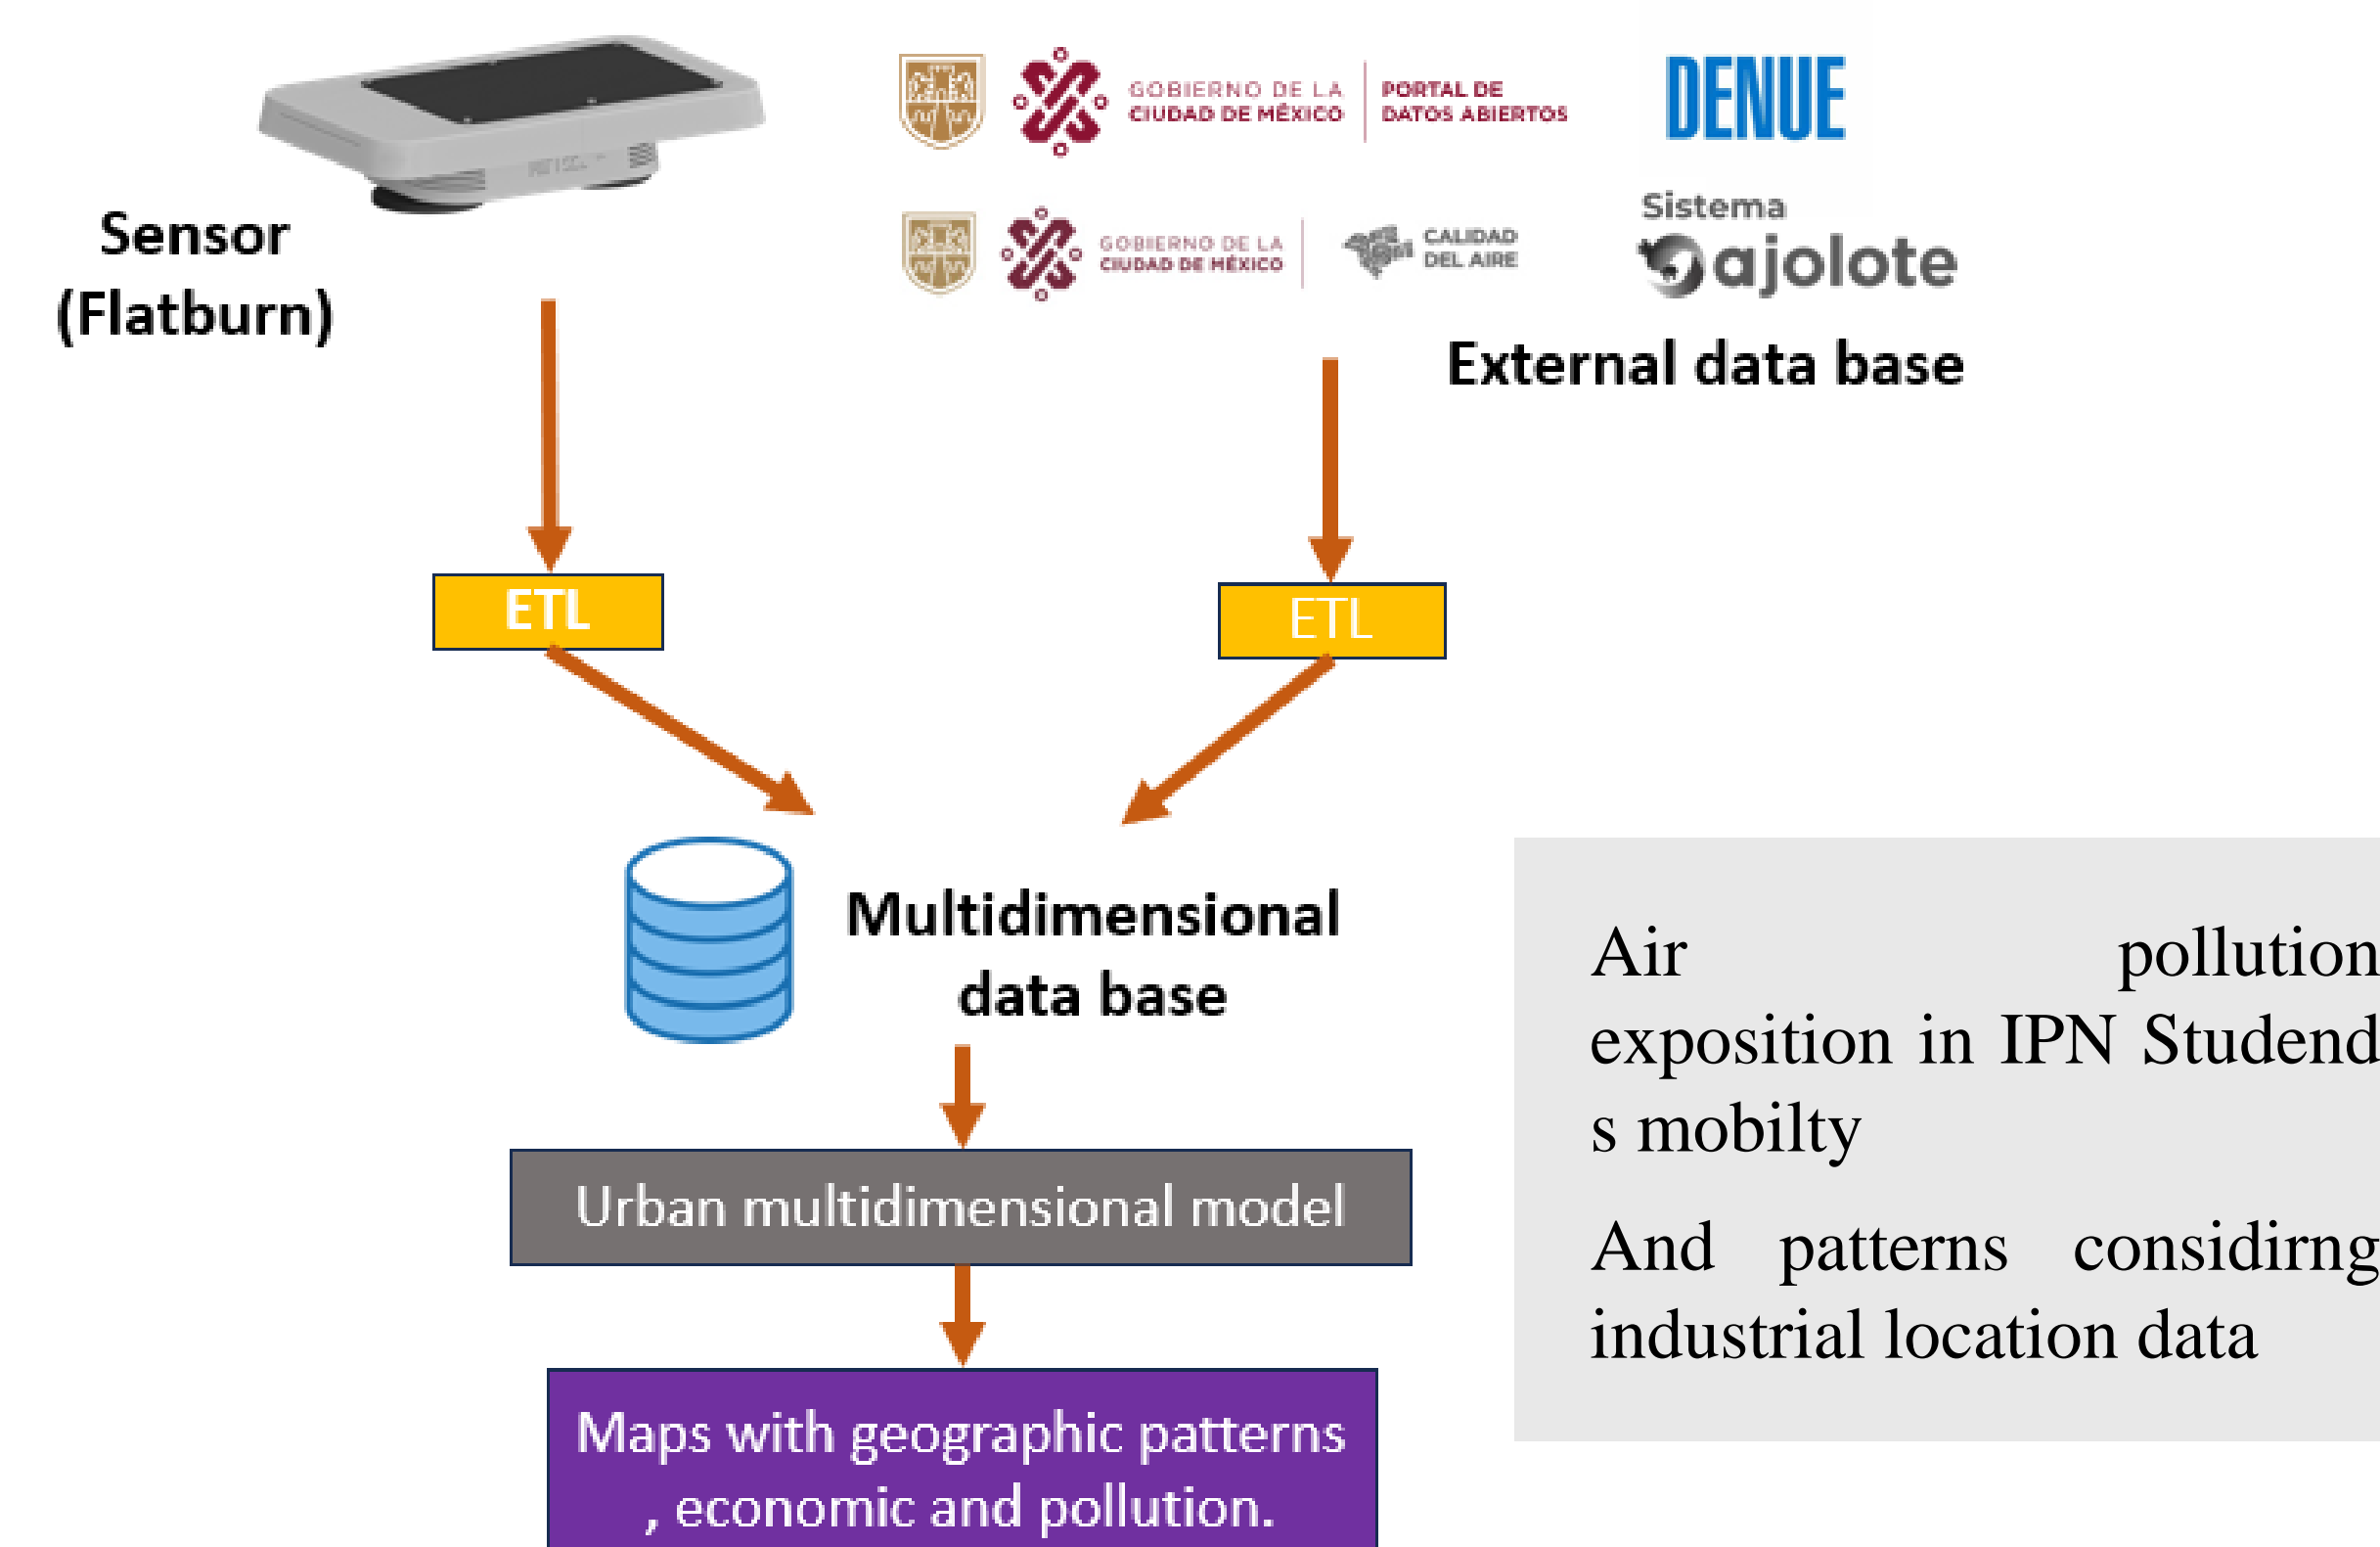 GOBIERNO DE LA
CIUDAD DE MÉXICO
PORTAL DE
DATOS ABIERTOS
DENUE
Sensor
(Flatburn)
GOBIERNO DE LA
CIUDAD DE MÉXICO
CALIDAD
DEL AIRE
Sistema
ajolote
External data base
ETL
ETL
Multidimensional
data base
Urban multidimensional model
Maps with geographic patterns
, economic and pollution.
Air pollution
exposition in IPN Studend
s mobilty
And patterns considirng
industrial location data